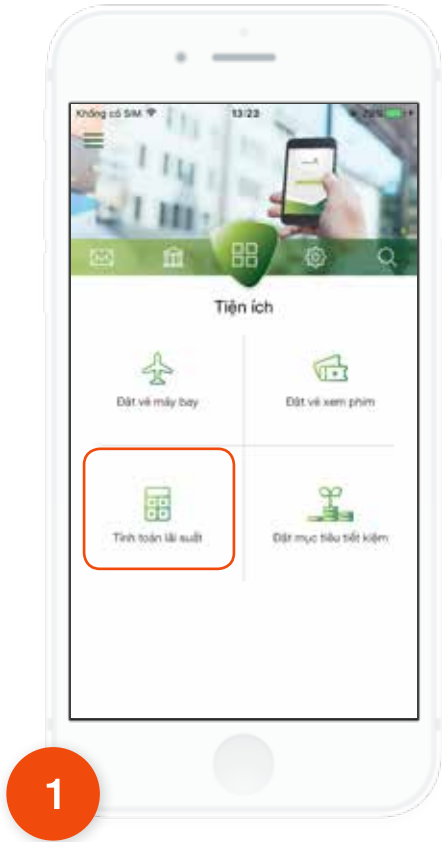 Không có SIM 13:23
Tiện ích
Đặt vé máy bay
Đặt vé xem phim
Tính toán lãi suất
Đặt mục tiêu tiết kiệm
1